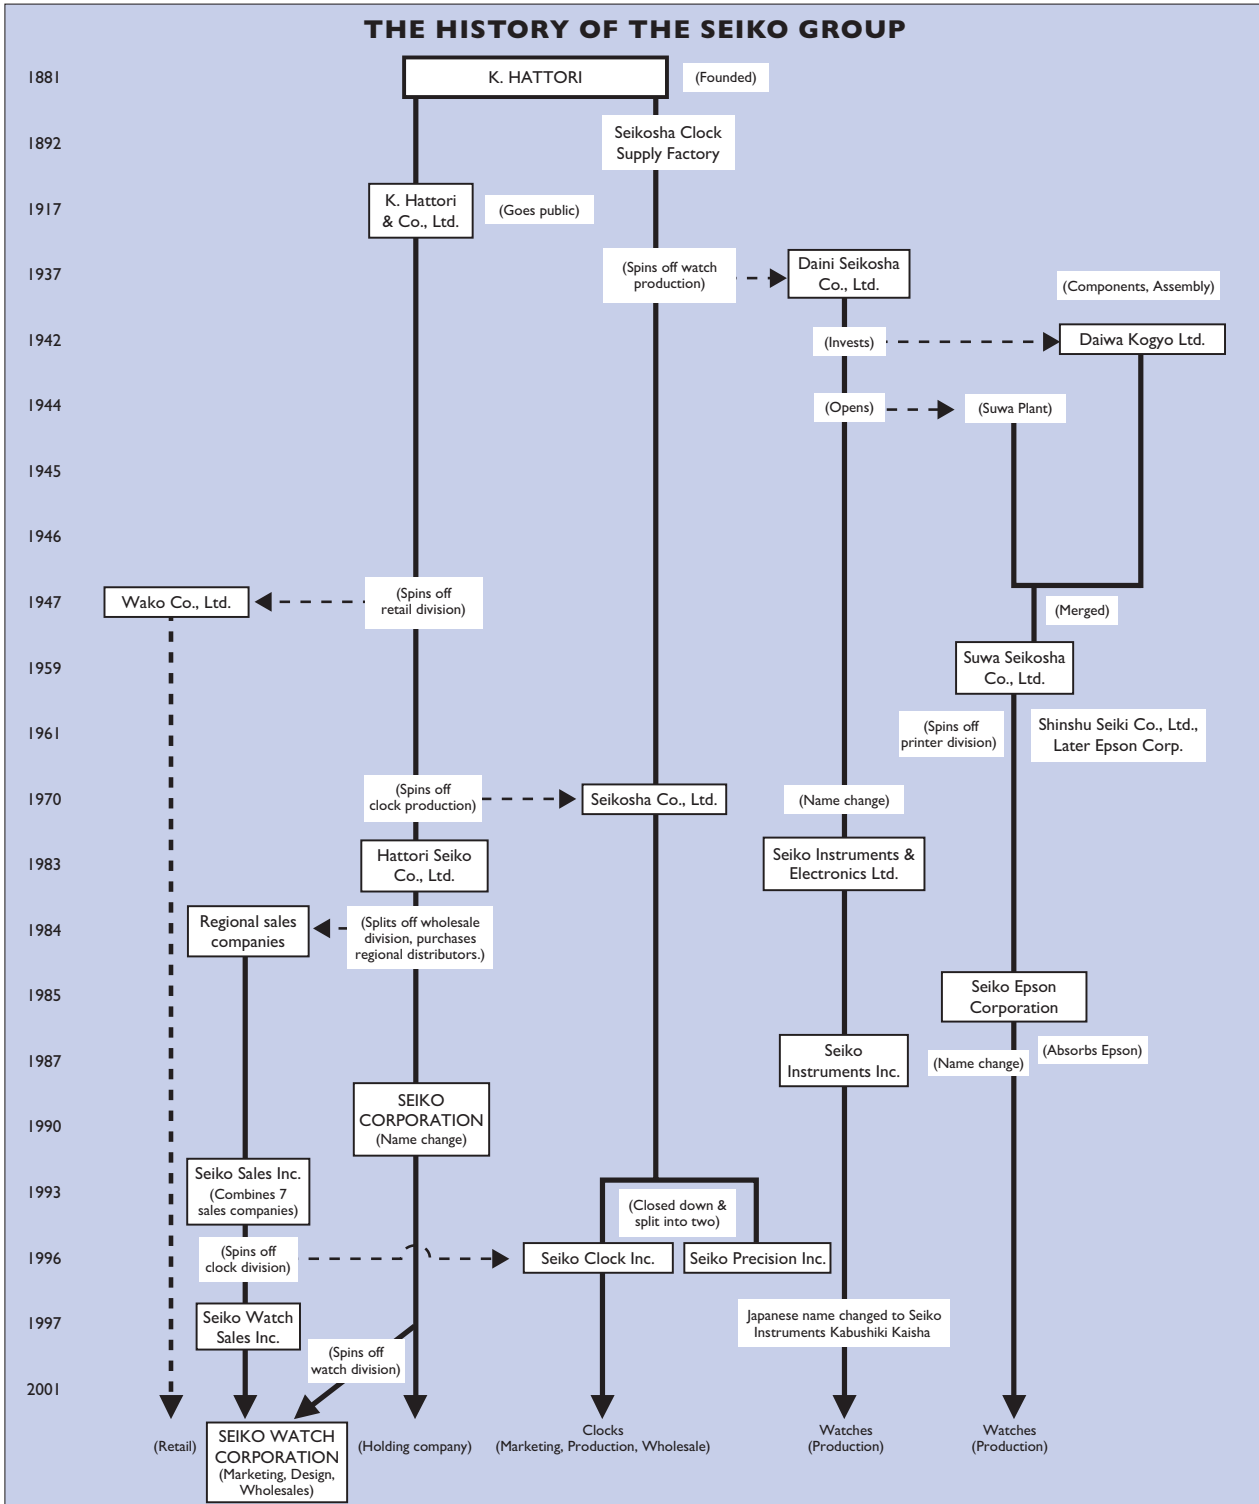 THE HISTORY OF THE SEIKO GROUP
1881
K. HATTORI
(Founded)
1892
Seikosha Clock
Supply Factory
1917
K. Hattori
& Co., Ltd.
(Goes public)
1937
(Spins off watch
production)
Daini Seikosha
Co., Ltd.
(Components, Assembly)
1942
(Invests)
Daiwa Kogyo Ltd.
1944
(Opens)
(Suwa Plant)
1945
1946
1947
Wako Co., Ltd.
(Spins off
retail division)
(Merged)
1959
Suwa Seikosha
Co., Ltd.
1961
(Spins off
printer division)
Shinshu Seiki Co., Ltd.,
Later Epson Corp.
1970
(Spins off
clock production)
Seikosha Co., Ltd.
(Name change)
1983
Hattori Seiko
Co., Ltd.
Seiko Instruments &
Electronics Ltd.
1984
Regional sales
companies
(Splits off wholesale
division, purchases
regional distributors.)
1985
Seiko Epson
Corporation
1987
Seiko
Instruments Inc.
(Name change)
(Absorbs Epson)
1990
SEIKO
CORPORATION
(Name change)
1993
Seiko Sales Inc.
(Combines 7
sales companies)
(Closed down &
split into two)
1996
(Spins off
clock division)
Seiko Clock Inc.
Seiko Precision Inc.
1997
Seiko Watch
Sales Inc.
(Spins off
watch division)
Japanese name changed to Seiko
Instruments Kabushiki Kaisha
2001
(Retail)
SEIKO WATCH
CORPORATION
(Marketing, Design,
Wholesales)
(Holding company)
Clocks
(Marketing, Production, Wholesale)
Watches
(Production)
Watches
(Production)